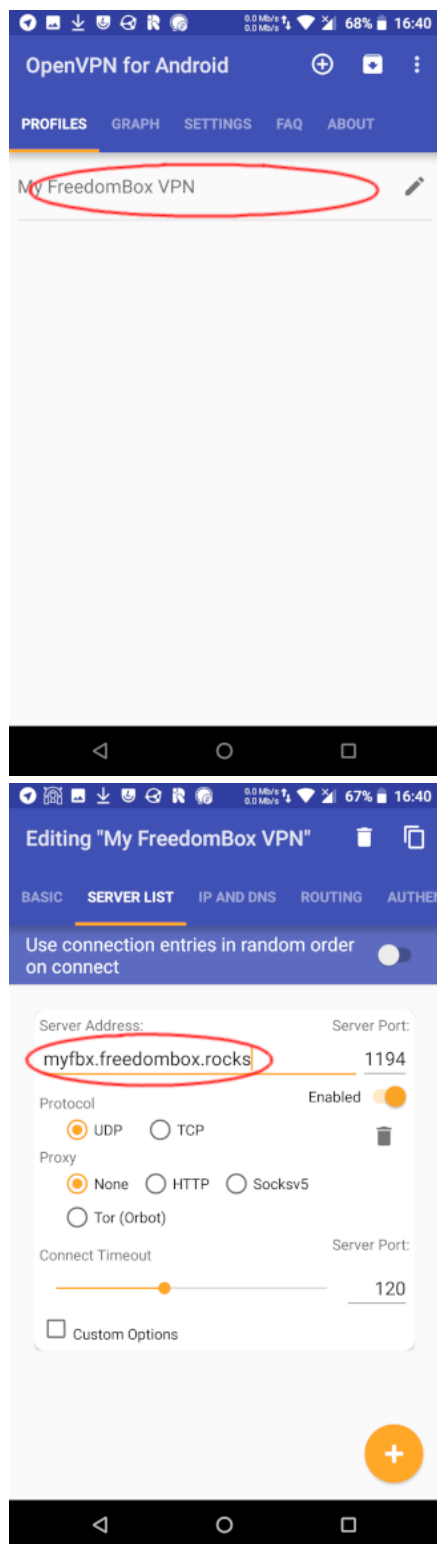 0.0 Mb/s
0.0 Mb/s
68%
16:40
OpenVPN for Android
PROFILES GRAPH SETTINGS FAQ ABOUT
My FreedomBox VPN
0.0 Mb/s
0.0 Mb/s
67%
16:40
Editing "My FreedomBox VPN"
BASIC SERVER LIST IP AND DNS ROUTING AUTHEN
Use connection entries in random order
on connect
Server Address: Server Port:
myfbx.freedombox.rocks 1194
Enabled
Protocol
UDP TCP
Proxy
None HTTP Socksv5
Tor (Orbot)
Server Port:
Connect Timeout
120
Custom Options